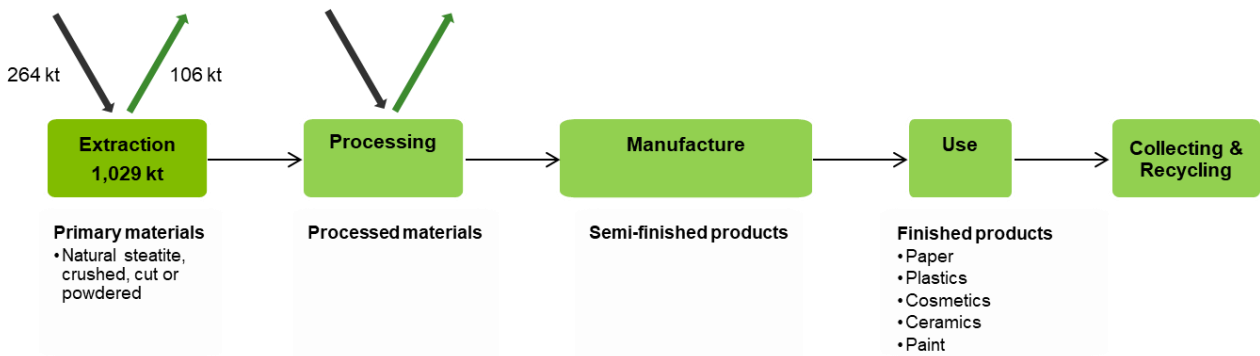 264 kt
106 kt
Extraction
1,029 kt
Processing
Manufacture
Use
Collecting &
Recycling
Primary materials
•Natural steatite,
crushed, cut or
powdered
Processed materials
Semi-finished products
Finished products
•Paper
•Plastics
•Cosmetics
•Ceramics
•Paint